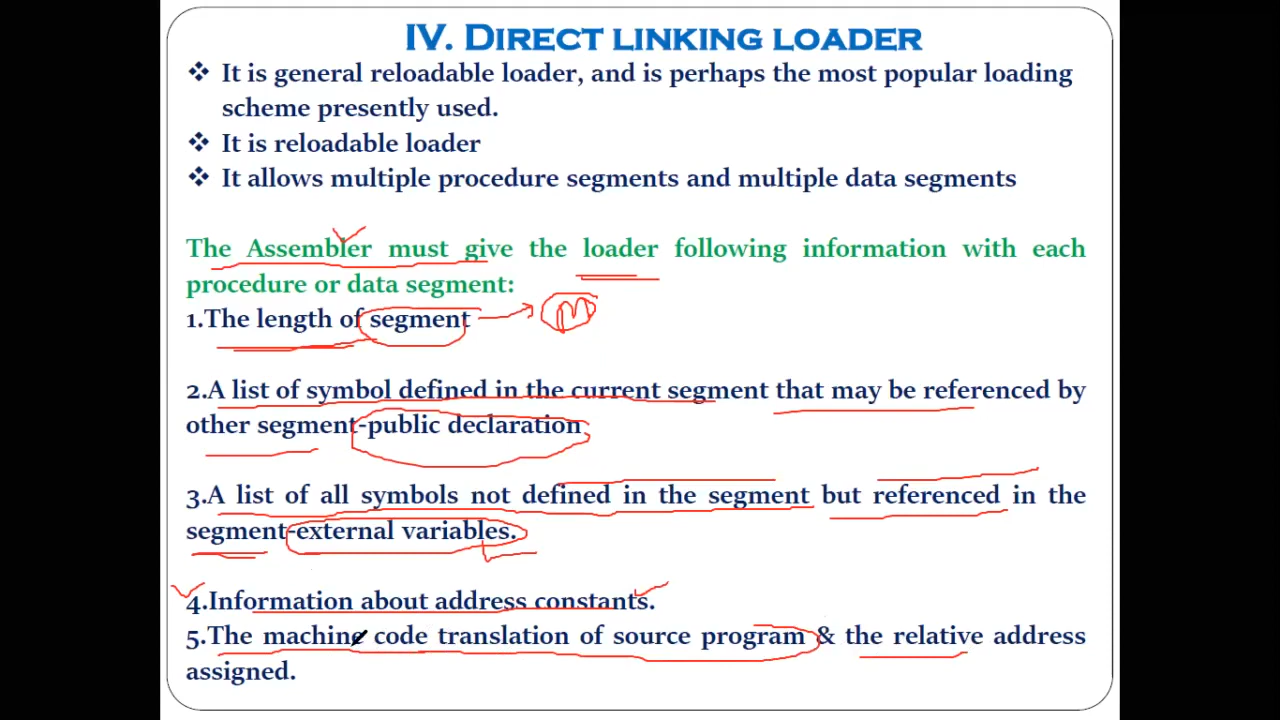 IV. DIRECT LINKING LOADER
❖ It is general reloadable loader, and is perhaps the most popular loading
scheme presently used.
❖ It is reloadable loader
❖ It allows multiple procedure segments and multiple data segments
The Assembler must give the loader following information with each
procedure or data segment:
1.The length of segment M
2.A list of symbol defined in the current segment that may be referenced by
other segment-public declaration
3.A list of all symbols not defined in the segment but referenced in the
segment-external variables.
4.Information about address constants.
5.The machine code translation of source program & the relative address
assigned.